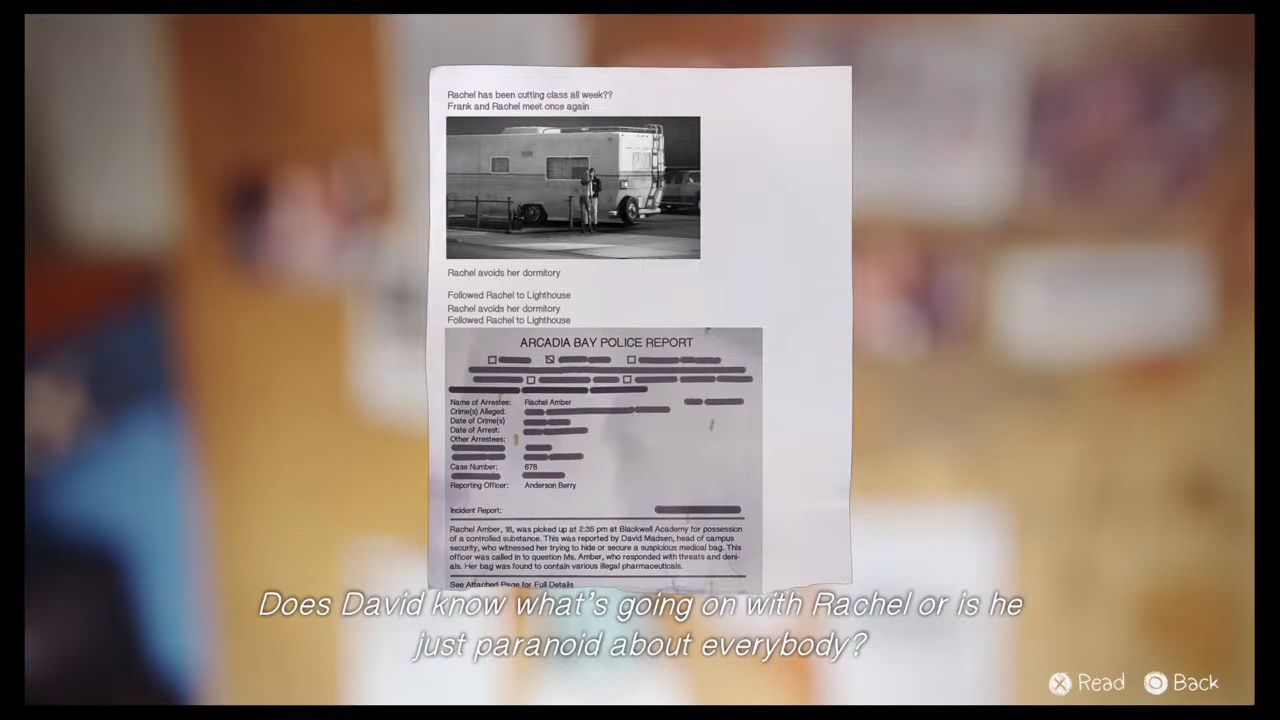 Rachel has been cutting class all week??
Frank and Rachel meet once again
Rachel avoids her dormitory
Followed Rachel to Lighthouse
Rachel avoids her dormitory
Followed Rachel to Lighthouse
ARCADIA BAY POLICE REPORT
Name of Arrestee: Rachel Amber
Crime(s) Alleged:
Date of Crime(s)
Date of Arrest:
Other Arrestees:
Case Number: 678
Reporting Officer: Anderson Berry
Incident Report:
Rachel Amber, 18, was picked up at 2:35 pm at Blackwell Academy for possession
of a controlled substance. This was reported by David Madsen, head of campus
security, who witnessed her trying to hide or secure a suspicious medical bag. This
officer was called in to question Ms. Amber, who responded with threats and deni-
als. Her bag was found to contain various illegal pharmaceuticals.
See Attached Page for Full Details
Does David know what's going on with Rachel or is he
just paranoid about everybody?
Read Back